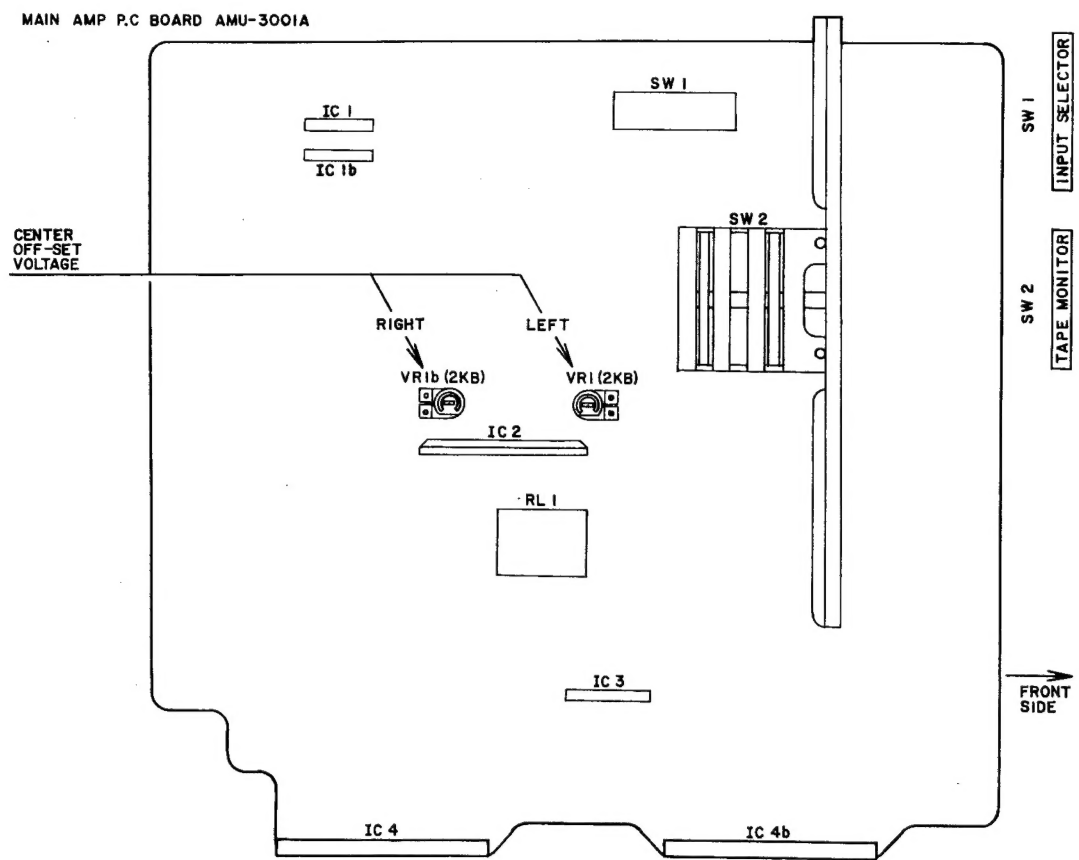 MAIN AMP P.C BOARD AMU-3001A
SW 1
IC 1
IC 1b
SW 1
INPUT SELECTOR
SW 2
CENTER
OFF-SET
VOLTAGE
SW 2
TAPE MONITOR
RIGHT
LEFT
VR1b (2KB)
VR1 (2KB)
IC 2
RL 1
IC 3
FRONT
SIDE
IC 4
IC 4b